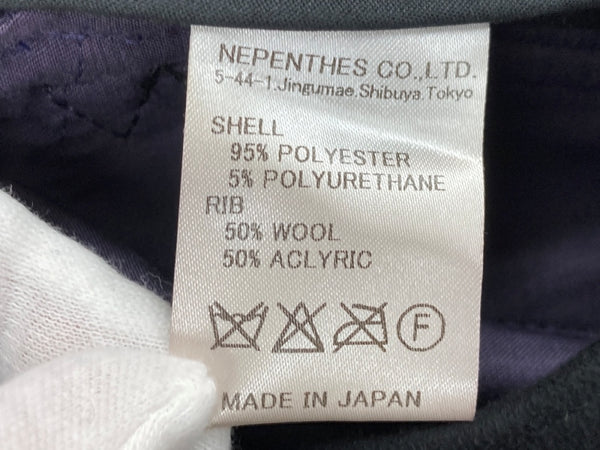 NEPENTHES CO.,LTD.
5-44-1.Jingumae.Shibuya.Tokyo
SHELL
95% POLYESTER
5% POLYURETHANE
RIB
50% WOOL
50% ACLYRIC
F
MADE IN JAPAN